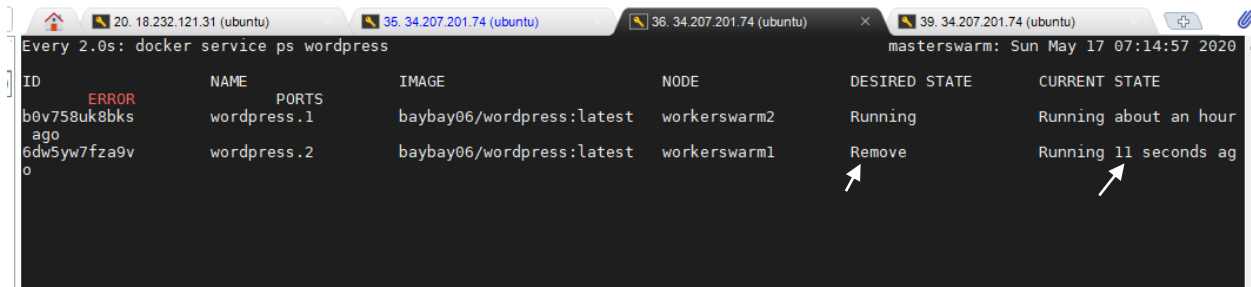 20. 18.232.121.31 (ubuntu) 35. 34.207.201.74 (ubuntu) 36. 34.207.201.74 (ubuntu) 39. 34.207.201.74 (ubuntu)
Every 2.0s: docker service ps wordpress masterswarm: Sun May 17 07:14:57 2020
ID NAME IMAGE NODE DESIRED STATE CURRENT STATE
ERROR PORTS
b0v758uk8bks wordpress.1 baybay06/wordpress:latest workerswarm2 Running Running about an hour
ago
6dw5yw7fza9v wordpress.2 baybay06/wordpress:latest workerswarm1 Remove Running 11 seconds ag
o